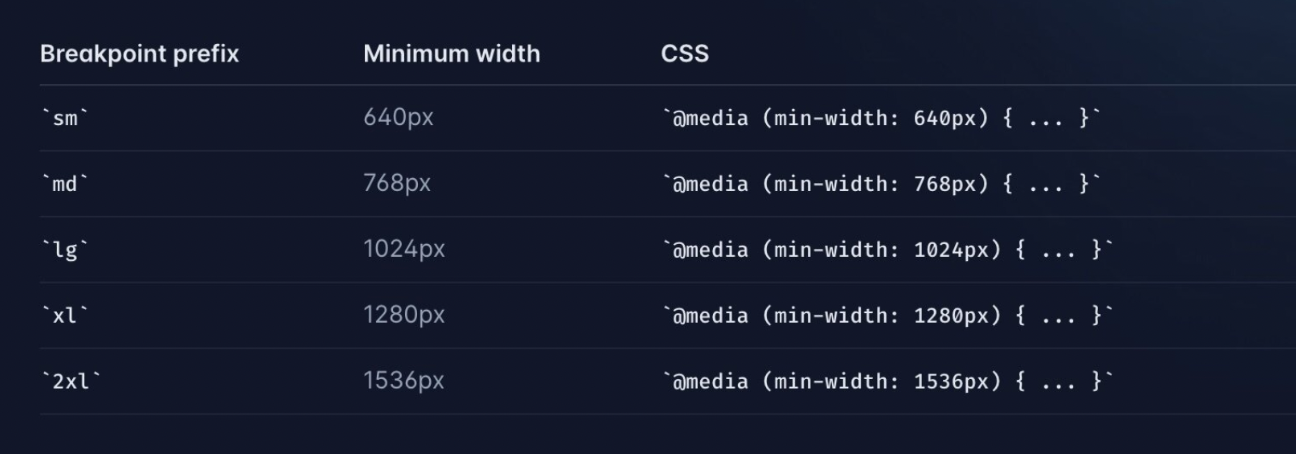 Breakpoint prefix Minimum width CSS
`sm` 640px `@media (min-width: 640px) { ... }`
`md` 768px `@media (min-width: 768px) { ... }`
`lg` 1024px `@media (min-width: 1024px) { ... }`
`xl` 1280px `@media (min-width: 1280px) { ... }`
`2xl` 1536px `@media (min-width: 1536px) { ... }`